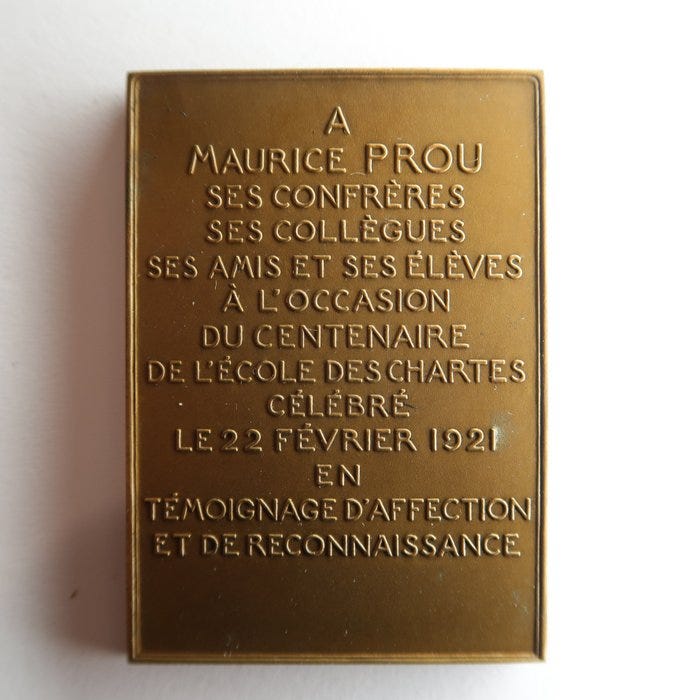 A
MAURICE PROU
SES CONFRÈRES
SES COLLÈGUES
SES AMIS ET SES ÉLÈVES
À L'OCCASION
DU CENTENAIRE
DE L'ÉCOLE DES CHARTES
CÉLÉBRÉ
LE 22 FÉVRIER 1921
EN
TÉMOIGNAGE D'AFFECTION
ET DE RECONNAISSANCE